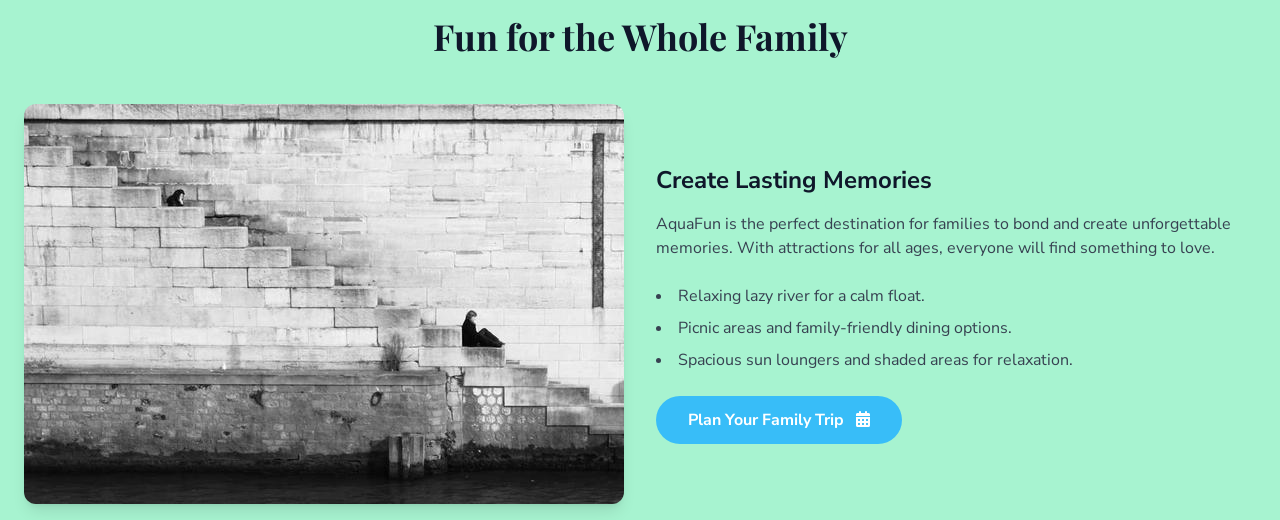 Fun for the Whole Family
Create Lasting Memories
AquaFun is the perfect destination for families to bond and create unforgettable
memories. With attractions for all ages, everyone will find something to love.
Relaxing lazy river for a calm float.
Picnic areas and family-friendly dining options.
Spacious sun loungers and shaded areas for relaxation.
Plan Your Family Trip